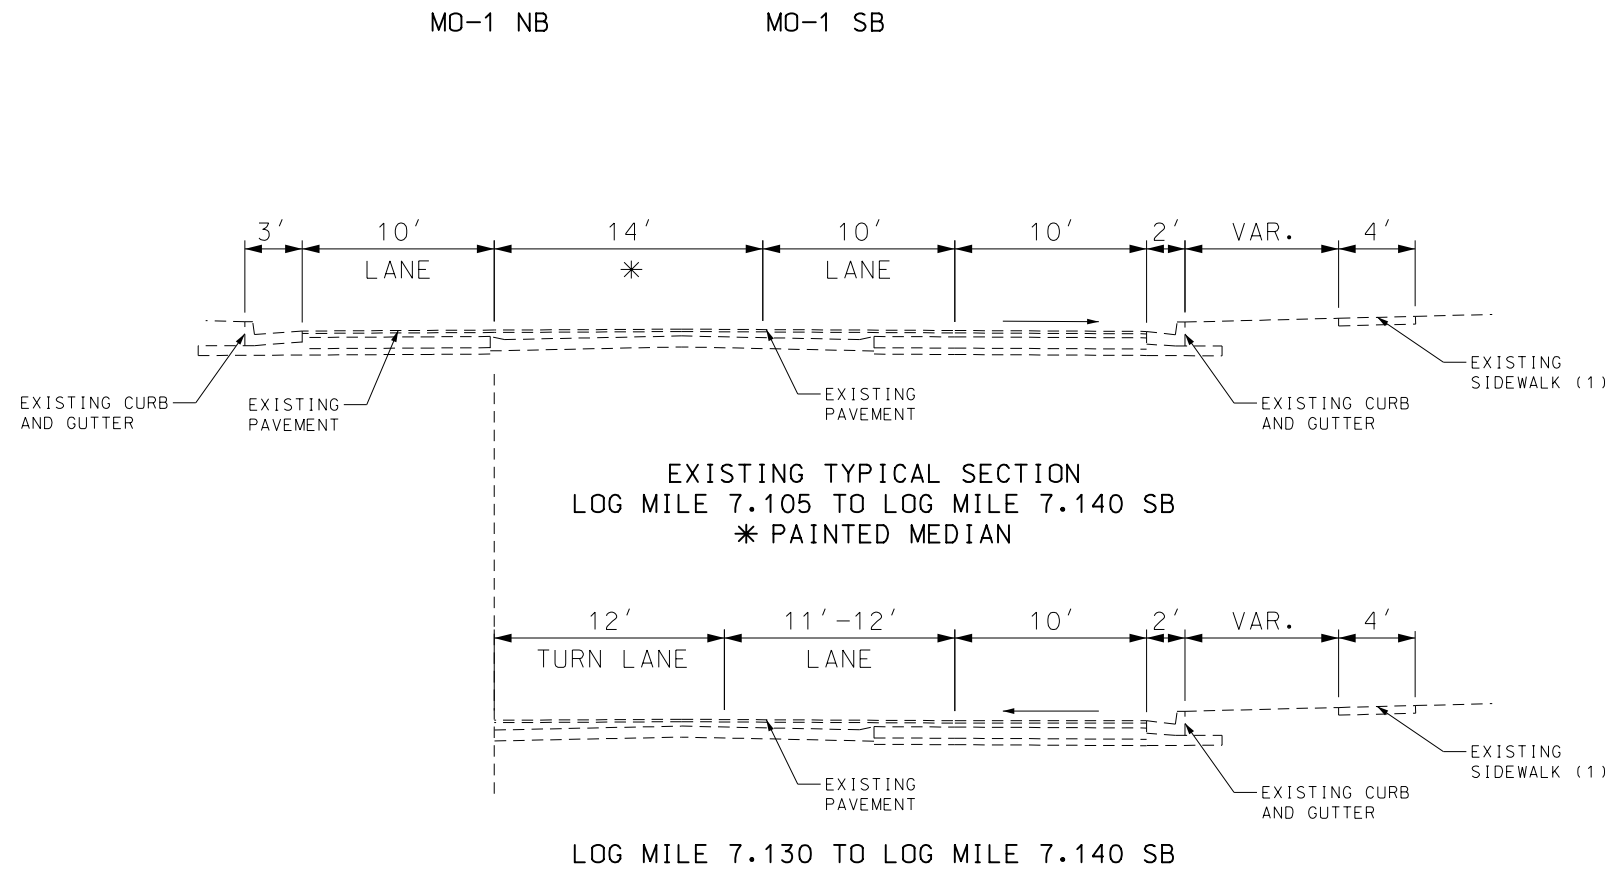 MO-1 NB MO-1 SB
3' 10' 14' 10' 10' 2' VAR. 4'
LANE * LANE
EXISTING CURB
AND GUTTER
EXISTING
PAVEMENT
EXISTING
PAVEMENT
EXISTING CURB
AND GUTTER
EXISTING
SIDEWALK (1)
EXISTING TYPICAL SECTION
LOG MILE 7.105 TO LOG MILE 7.140 SB
* PAINTED MEDIAN
12' 11'-12' 10' 2' VAR. 4'
TURN LANE LANE
EXISTING
PAVEMENT
EXISTING CURB
AND GUTTER
EXISTING
SIDEWALK (1)
LOG MILE 7.130 TO LOG MILE 7.140 SB